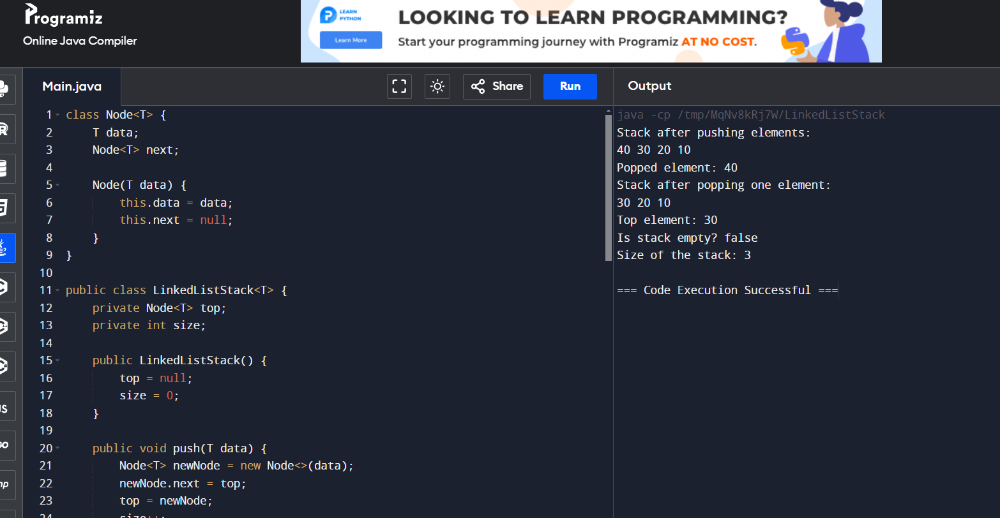 Programiz
Online Java Compiler
LEARN
PYTHON
Learn More
LOOKING TO LEARN PROGRAMMING?
Start your programming journey with Programiz AT NO COST.
Main.java
Share
Run
Output
1 class Node<T> {
2     T data;
3     Node<T> next;
4
5     Node(T data) {
6         this.data = data;
7         this.next = null;
8     }
9 }
10
11 public class LinkedListStack<T> {
12     private Node<T> top;
13     private int size;
14
15     public LinkedListStack() {
16         top = null;
17         size = 0;
18     }
19
20     public void push(T data) {
21         Node<T> newNode = new Node<>(data);
22         newNode.next = top;
23         top = newNode;
24         size++;
java -cp /tmp/MqNv8kRj7W/LinkedListStack
Stack after pushing elements:
40 30 20 10
Popped element: 40
Stack after popping one element:
30 20 10
Top element: 30
Is stack empty? false
Size of the stack: 3
=== Code Execution Successful ===